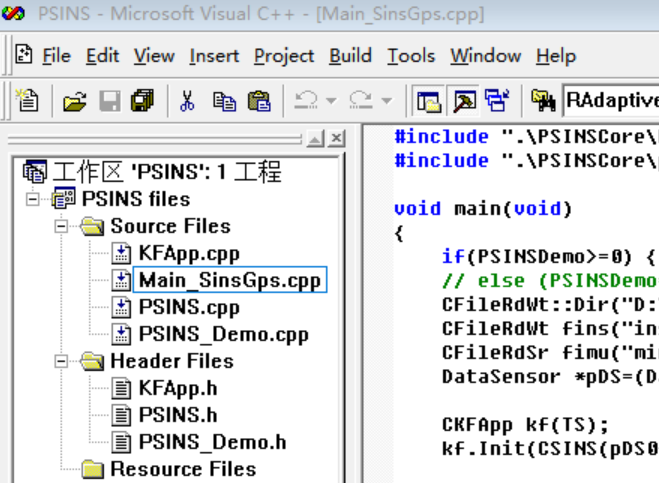 PSINS - Microsoft Visual C++ - [Main_SinsGps.cpp]
File Edit View Insert Project Build Tools Window Help
RAdaptive
工作区 'PSINS': 1 工程
PSINS files
Source Files
KFApp.cpp
Main_SinsGps.cpp
PSINS.cpp
PSINS_Demo.cpp
Header Files
KFApp.h
PSINS.h
PSINS_Demo.h
Resource Files
#include ".\PSINSCore\
#include ".\PSINSCore\
void main(void)
{
if(PSINSDemo>=0) {
// else (PSINSDemo
CFileRdWt::Dir("D:
CFileRdWt fins("in
CFileRdSr fimu("mi
DataSensor *pDS=(D
CKFApp kf(TS);
kf.Init(CSINS(pDS0